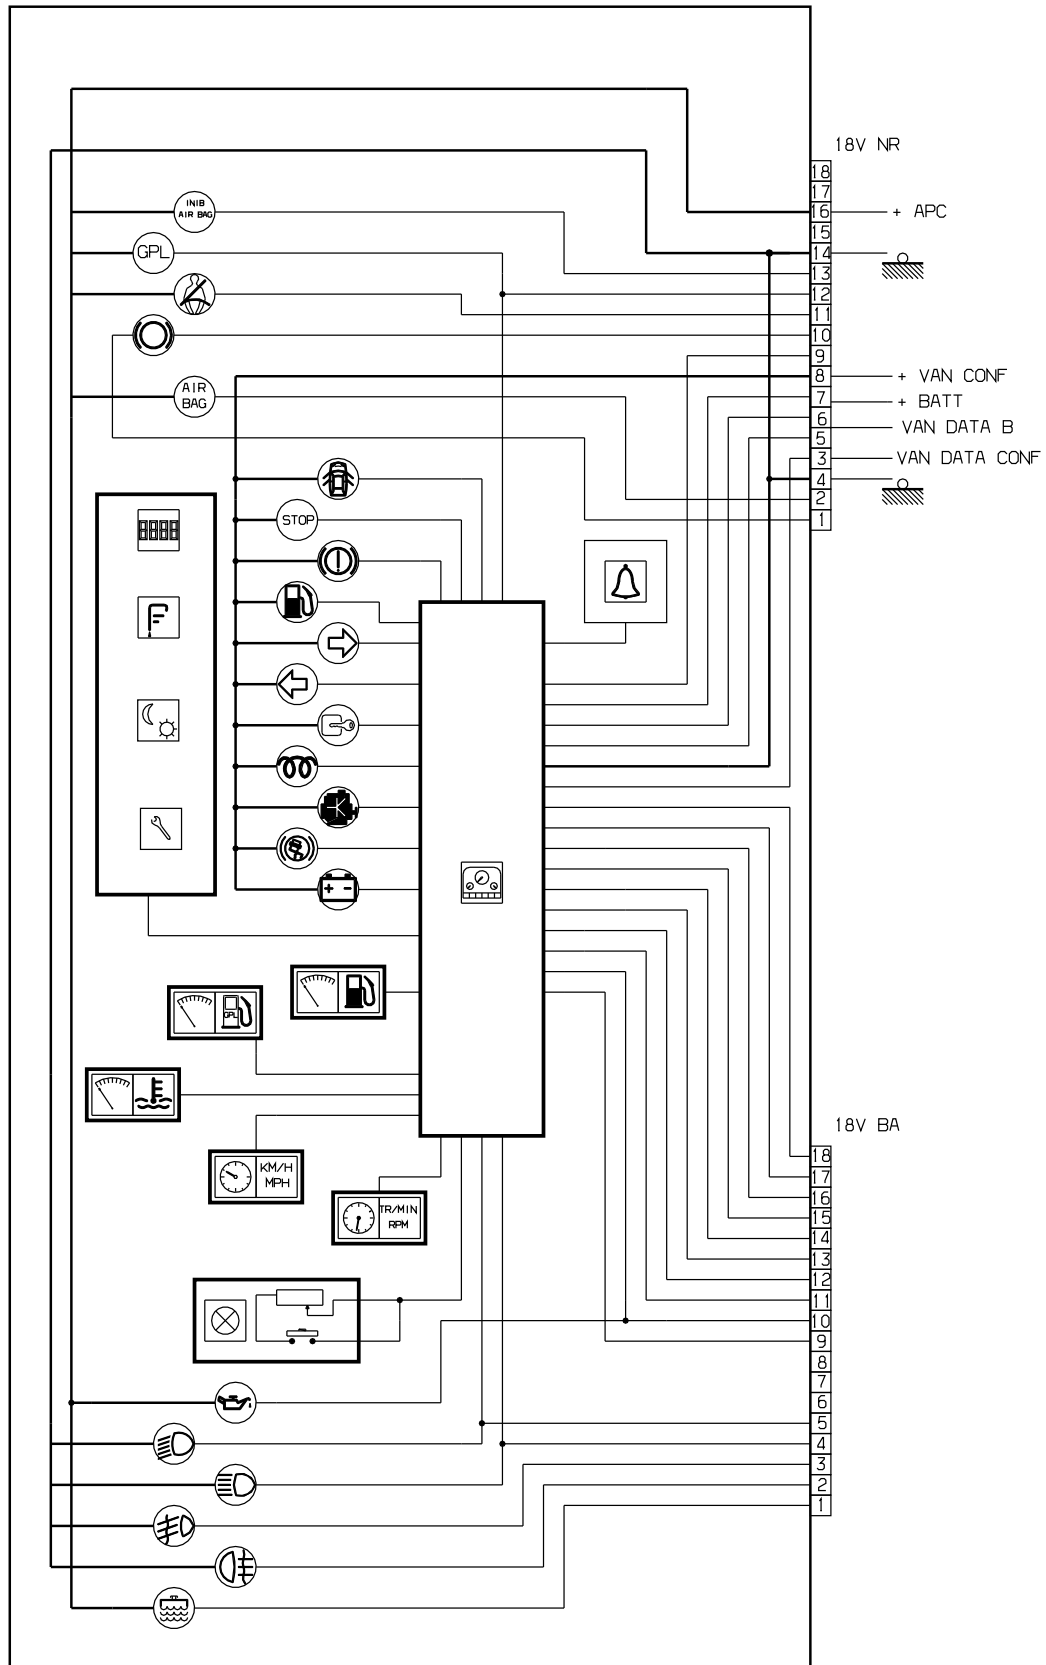 18V NR
18
17
16
+ APC
15
14
13
12
11
10
9
8
+ VAN CONF
7
+ BATT
6
VAN DATA B
5
3
VAN DATA CONF
4
2
1
INIB
AIR BAG
GPL
AIR
BAG
STOP
8888
F
K
+ -
GPL
KM/H
MPH
TR/MIN
RPM
18V BA
18
17
16
15
14
13
12
11
10
9
8
7
6
5
4
3
2
1